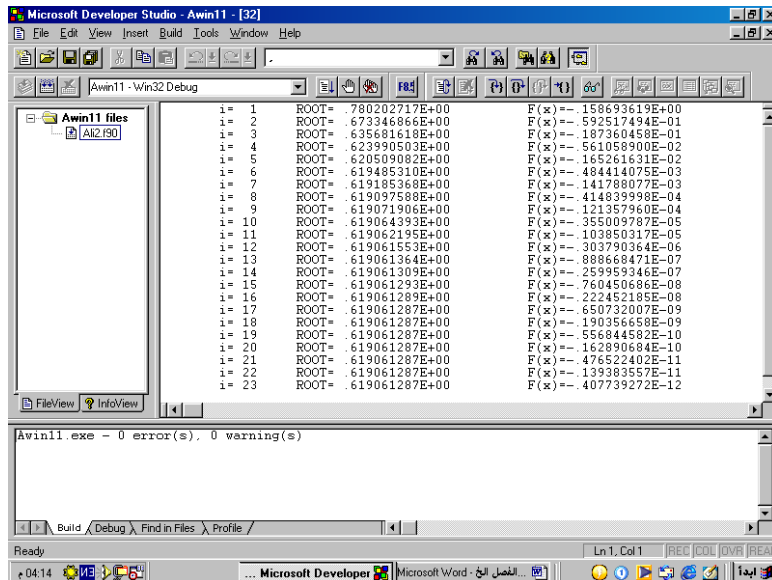 Microsoft Developer Studio - Awin11 - [32]
File Edit View Insert Build Tools Window Help
Awin11 - Win32 Debug
Awin11 files
Ali2.f90
i= 1 ROOT= .780202717E+00 F(x)=-.158693619E+00
i= 2 ROOT= .673346866E+00 F(x)=-.592517494E-01
i= 3 ROOT= .635681618E+00 F(x)=-.187360458E-01
i= 4 ROOT= .623990503E+00 F(x)=-.561058900E-02
i= 5 ROOT= .620509082E+00 F(x)=-.165261631E-02
i= 6 ROOT= .619485310E+00 F(x)=-.484414075E-03
i= 7 ROOT= .619185368E+00 F(x)=-.141788077E-03
i= 8 ROOT= .619097588E+00 F(x)=-.414839998E-04
i= 9 ROOT= .619071906E+00 F(x)=-.121357960E-04
i= 10 ROOT= .619064393E+00 F(x)=-.355009787E-05
i= 11 ROOT= .619062195E+00 F(x)=-.103850317E-05
i= 12 ROOT= .619061553E+00 F(x)=-.303790364E-06
i= 13 ROOT= .619061364E+00 F(x)=-.888668471E-07
i= 14 ROOT= .619061309E+00 F(x)=-.259959346E-07
i= 15 ROOT= .619061293E+00 F(x)=-.760450686E-08
i= 16 ROOT= .619061289E+00 F(x)=-.222452185E-08
i= 17 ROOT= .619061287E+00 F(x)=-.650732007E-09
i= 18 ROOT= .619061287E+00 F(x)=-.190356658E-09
i= 19 ROOT= .619061287E+00 F(x)=-.556844582E-10
i= 20 ROOT= .619061287E+00 F(x)=-.162890684E-10
i= 21 ROOT= .619061287E+00 F(x)=-.476522402E-11
i= 22 ROOT= .619061287E+00 F(x)=-.139383557E-11
i= 23 ROOT= .619061287E+00 F(x)=-.407739272E-12
FileView InfoView
Awin11.exe - 0 error(s), 0 warning(s)
Build Debug Find in Files Profile
Ready Ln 1, Col 1 REC COL OVR REA
04:14 م ... Microsoft Developer Microsoft Word - الفصل الخ... ابدأ